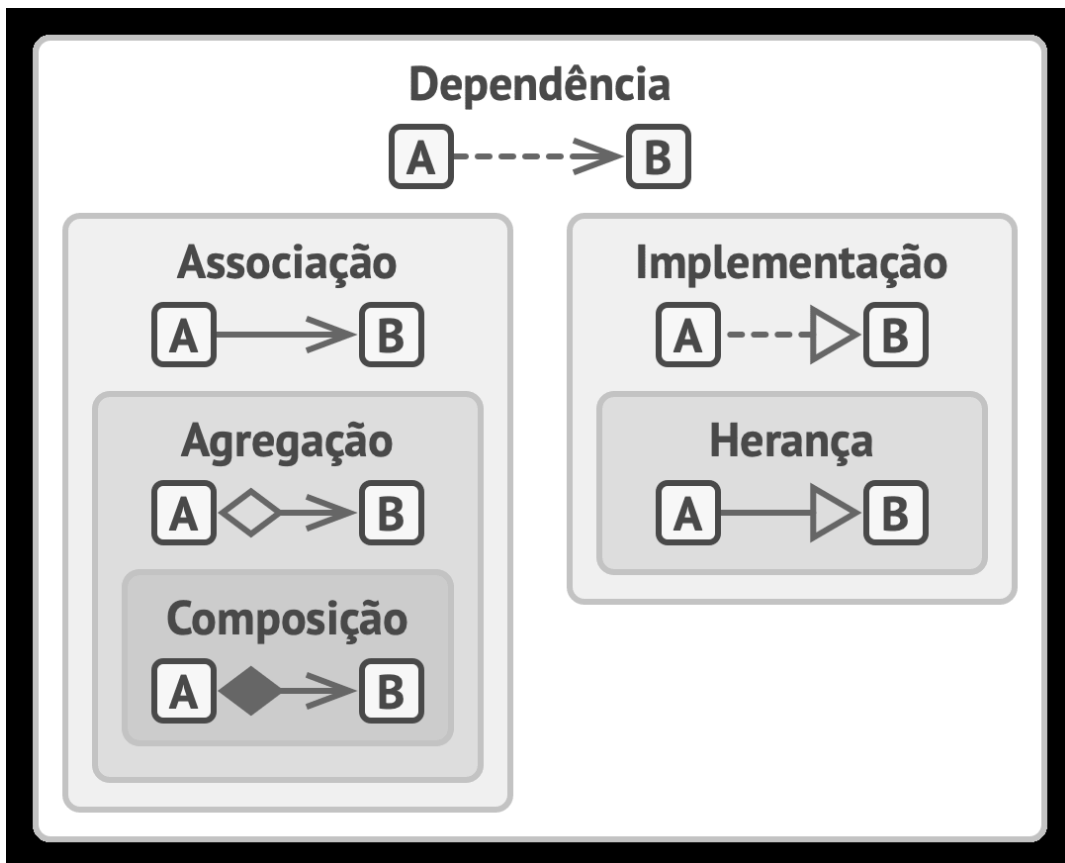 Dependência
A B
Associação
A B
Agregação
A B
Composição
A B
Implementação
A B
Herança
A B